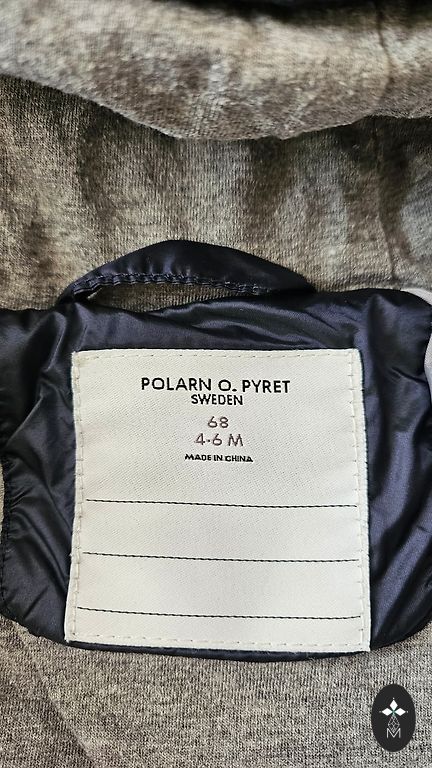 POLARN O. PYRET
SWEDEN
68
4-6 M
MADE IN CHINA
M